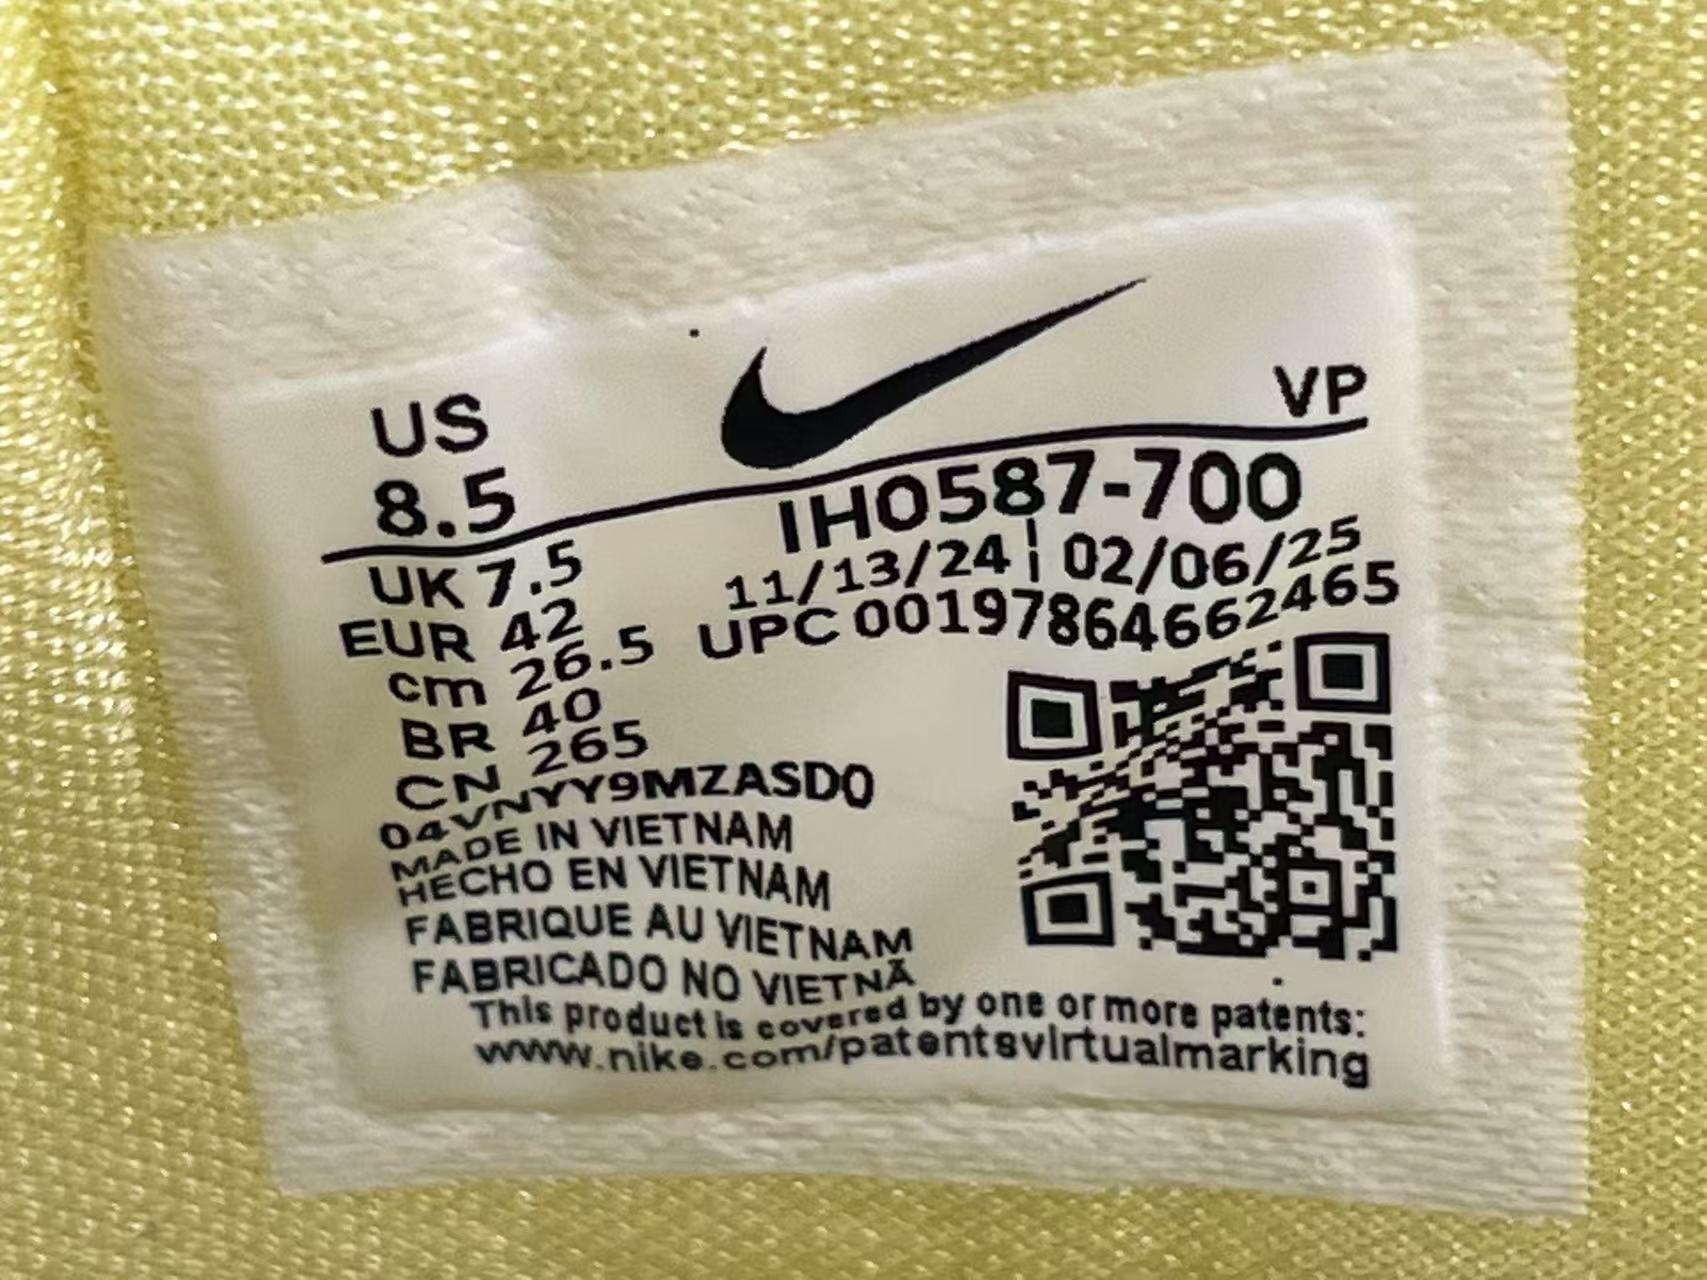 US
8.5
VP
IH0587-700
11/13/24 | 02/06/25
UPC 00197864662465
UK 7.5
EUR 42
cm 26.5
BR 40
CN 265
04VNYY9MZASD0
MADE IN VIETNAM
HECHO EN VIETNAM
FABRIQUE AU VIETNAM
FABRICADO NO VIETNÃ
This product is covered by one or more patents:
www.nike.com/patentsvirtualmarking